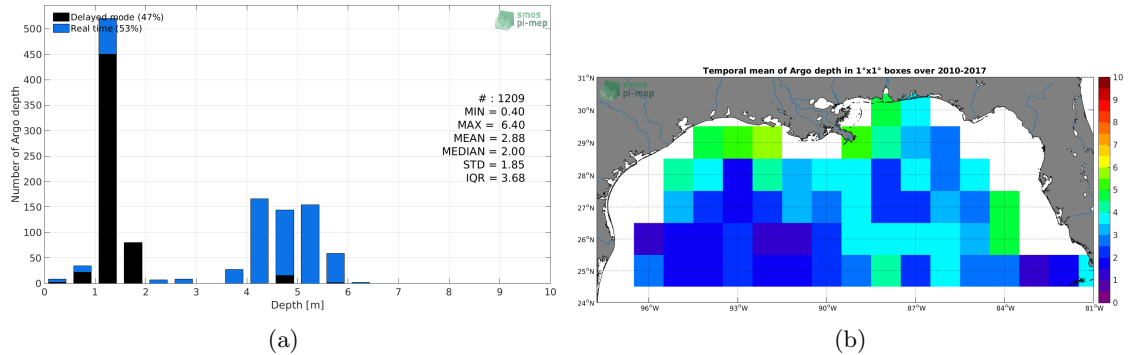 Delayed mode (47%)
Real time (53%)
smos
pi-mep
500
450
400
350
300
250
200
150
100
50
0
Number of Argo depth
# : 1209
MIN = 0.40
MAX = 6.40
MEAN = 2.88
MEDIAN = 2.00
STD = 1.85
IQR = 3.68
0 1 2 3 4 5 6 7 8 9 10
Depth [m]
(a)
Temporal mean of Argo depth in 1°x1° boxes over 2010-2017
smos
pi-mep
31°N
30°N
29°N
28°N
27°N
26°N
25°N
24°N
96°W 93°W 90°W 87°W 84°W 81°W
10
9
8
7
6
5
4
3
2
1
0
(b)